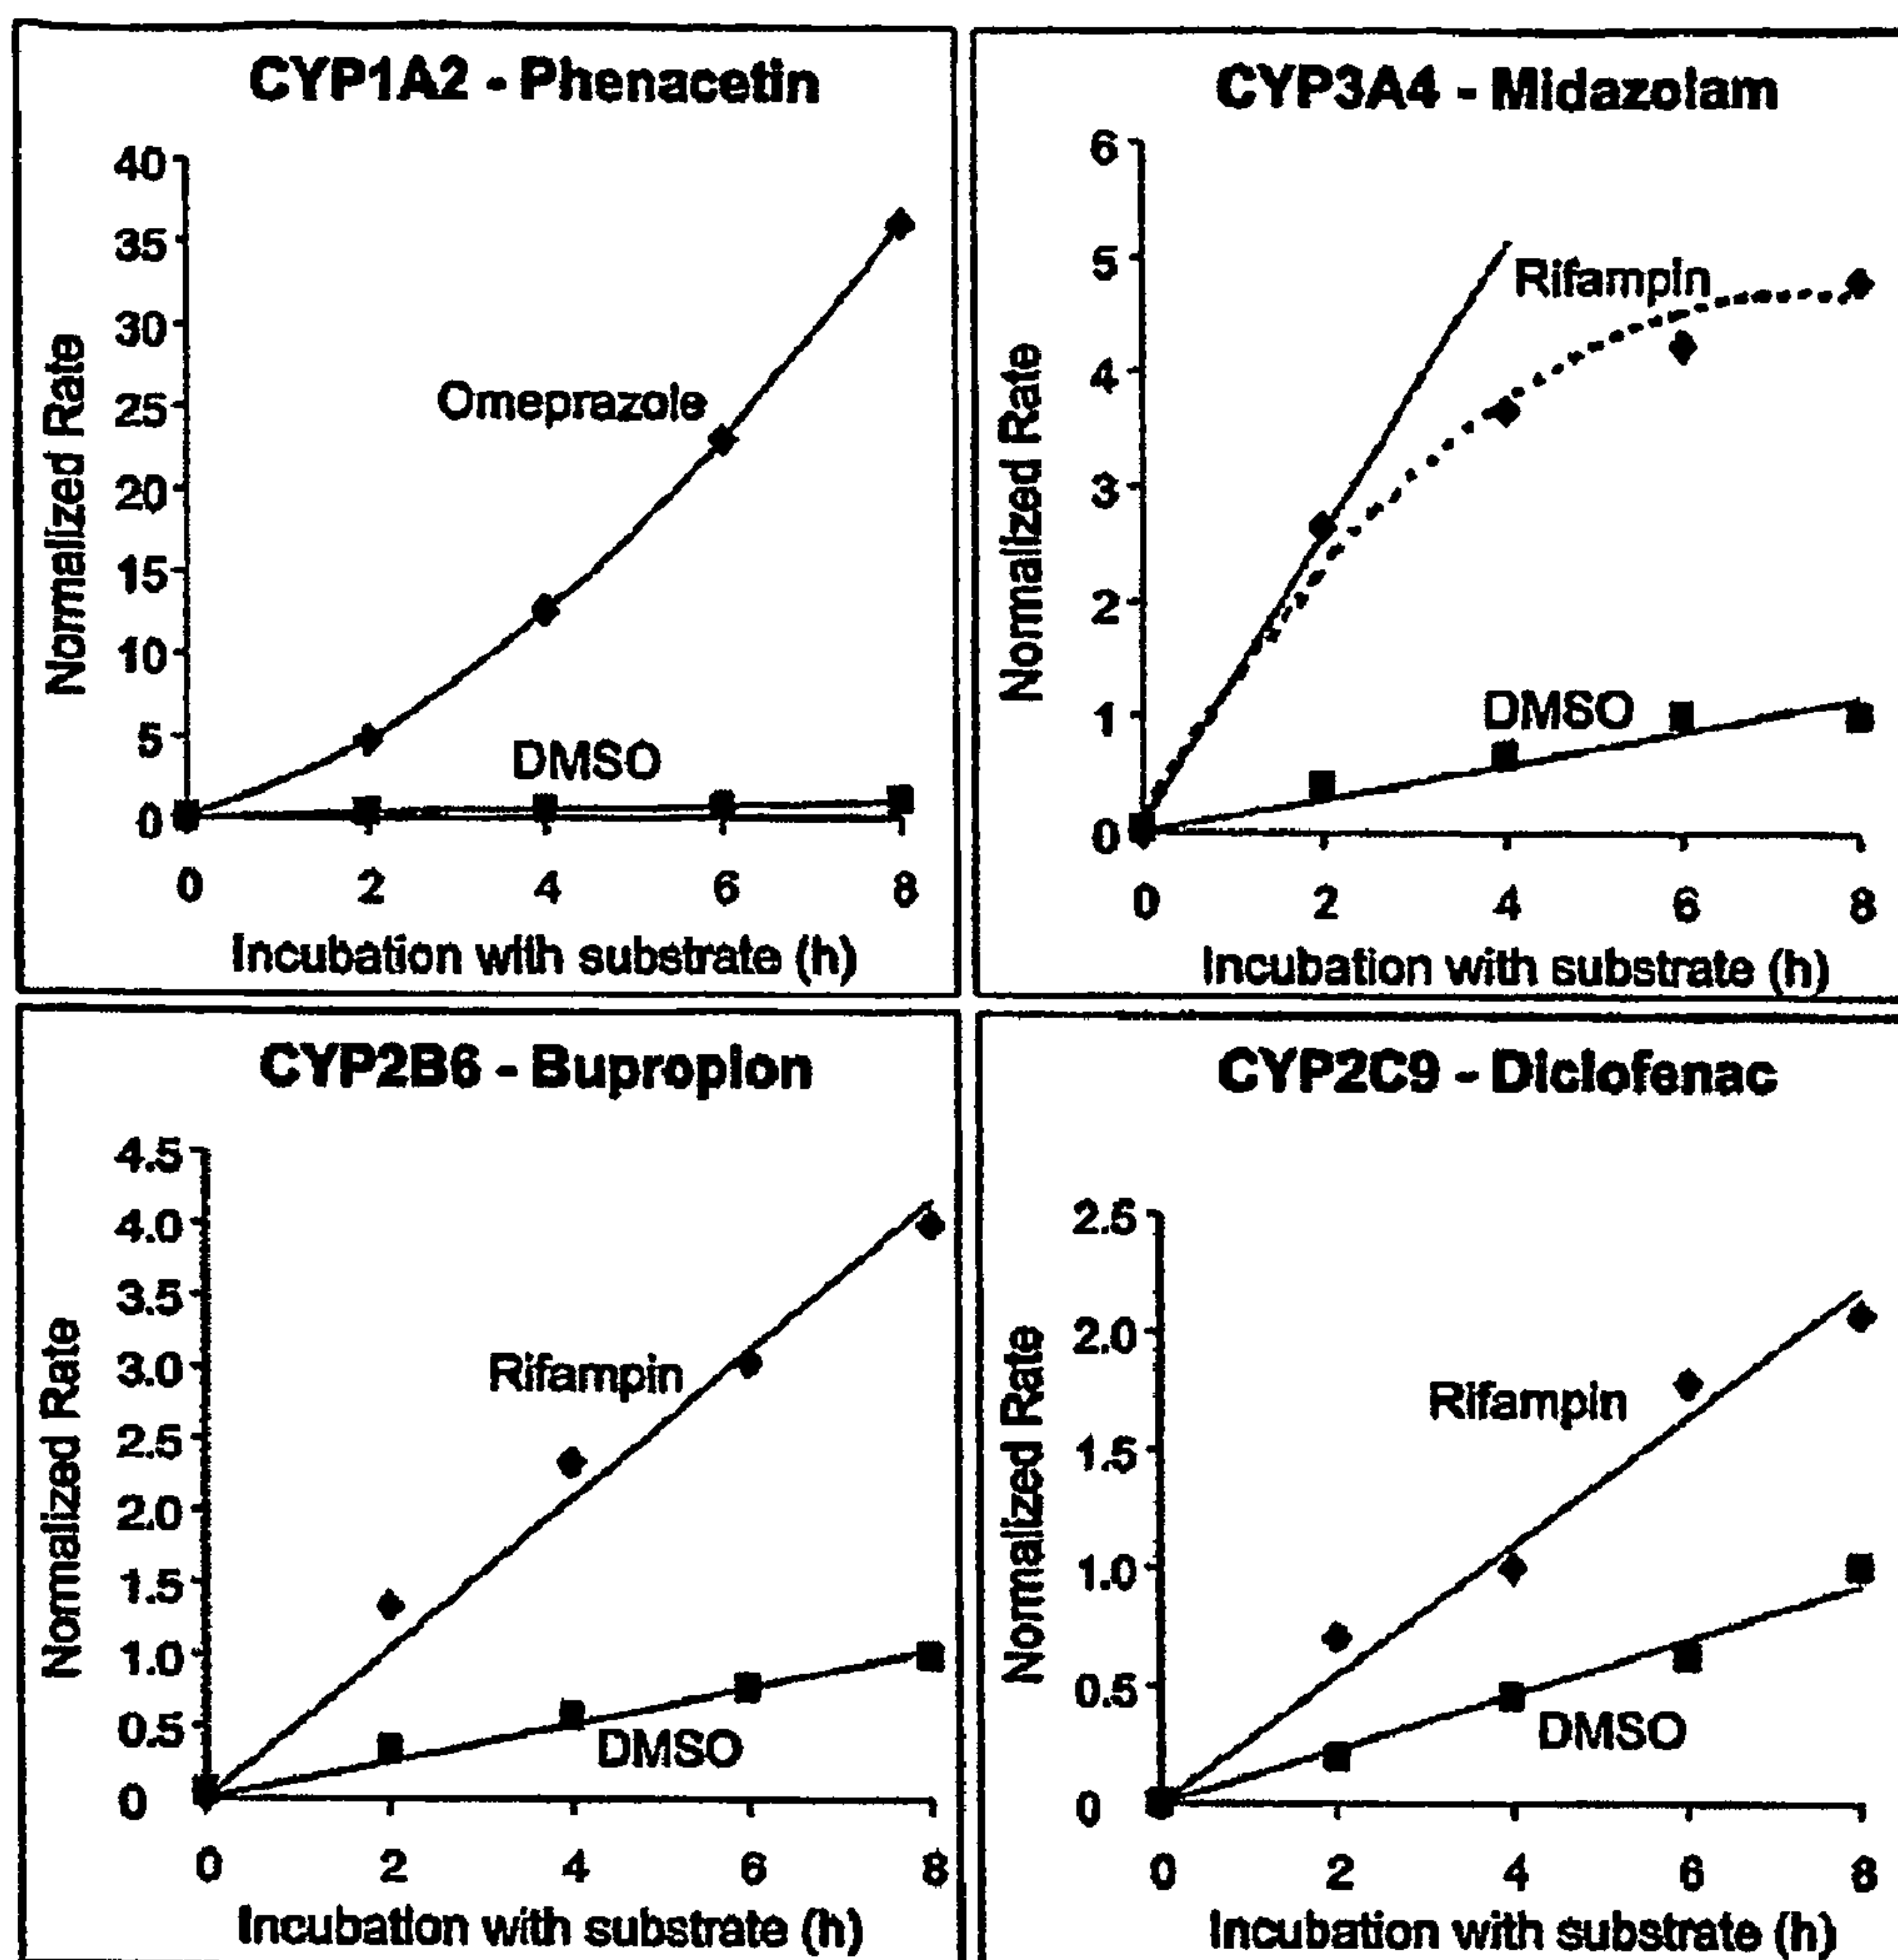 CYP1A2 - Phenacetin
40
35
30
25
20
15
10
5
0
Normalized Rate
Omeprazole
DMSO
0 2 4 6 8
Incubation with substrate (h)
CYP3A4 - Midazolam
6
5
4
3
2
1
0
Normalized Rate
Rifampin
DMSO
0 2 4 6 8
Incubation with substrate (h)
CYP2B6 - Bupropion
4.5
4.0
3.5
3.0
2.5
2.0
1.5
1.0
0.5
0
Normalized Rate
Rifampin
DMSO
0 2 4 6 8
Incubation with substrate (h)
CYP2C9 - Diclofenac
2.5
2.0
1.5
1.0
0.5
0
Normalized Rate
Rifampin
DMSO
0 2 4 6 8
Incubation with substrate (h)